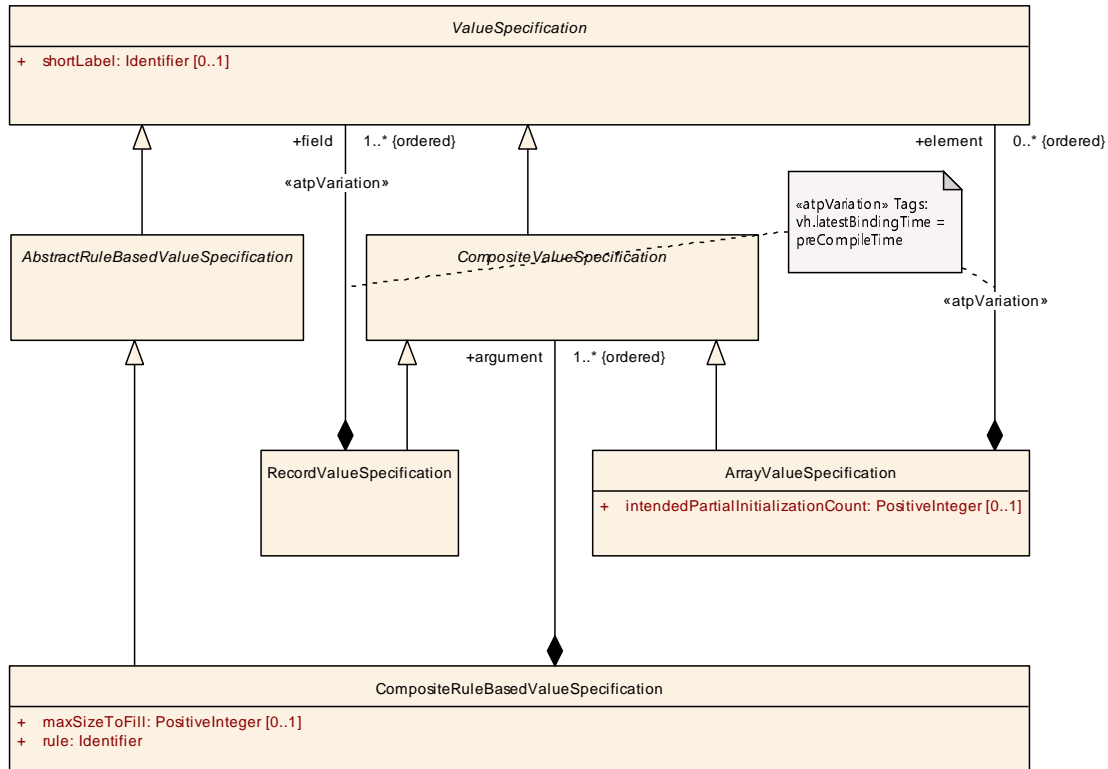 ValueSpecification
+ shortLabel: Identifier [0..1]
+field 1..* {ordered}
+element 0..* {ordered}
«atpVariation»
«atpVariation» Tags:
vh.latestBindingTime =
preCompileTime
AbstractRuleBasedValueSpecification
CompositeValueSpecification
«atpVariation»
+argument 1..* {ordered}
RecordValueSpecification
ArrayValueSpecification
+ intendedPartialInitializationCount: PositiveInteger [0..1]
CompositeRuleBasedValueSpecification
+ maxSizeToFill: PositiveInteger [0..1]
+ rule: Identifier